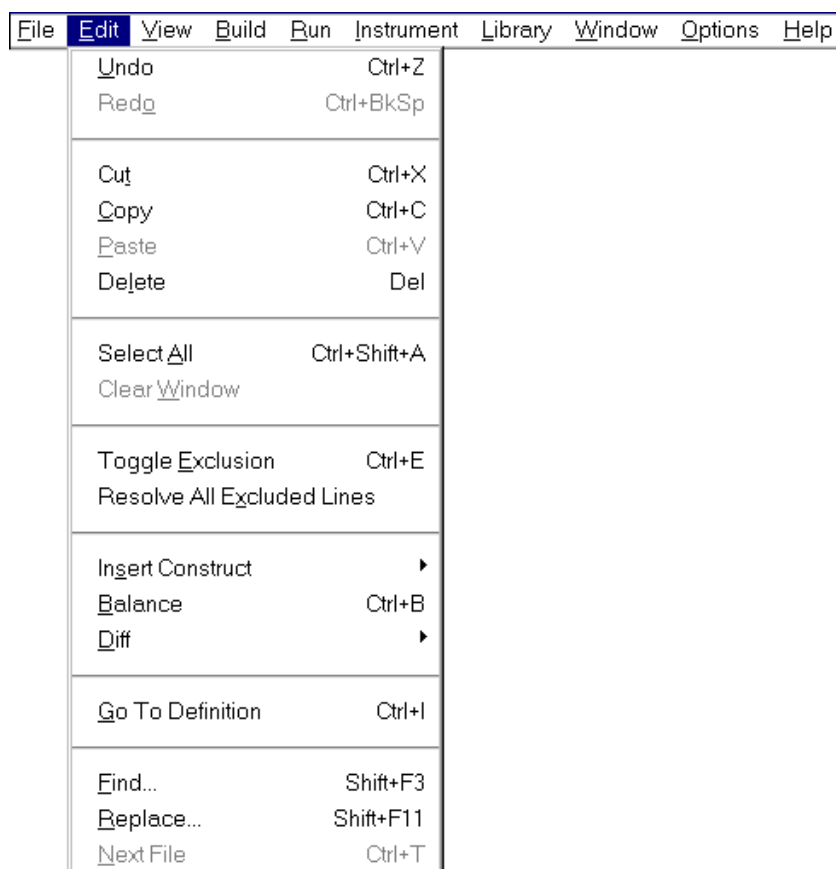 File Edit View Build Run Instrument Library Window Options Help
Undo Ctrl+Z
Redo Ctrl+BkSp
Cut Ctrl+X
Copy Ctrl+C
Paste Ctrl+V
Delete Del
Select All Ctrl+Shift+A
Clear Window
Toggle Exclusion Ctrl+E
Resolve All Excluded Lines
Insert Construct
Balance Ctrl+B
Diff
Go To Definition Ctrl+I
Find... Shift+F3
Replace... Shift+F11
Next File Ctrl+T